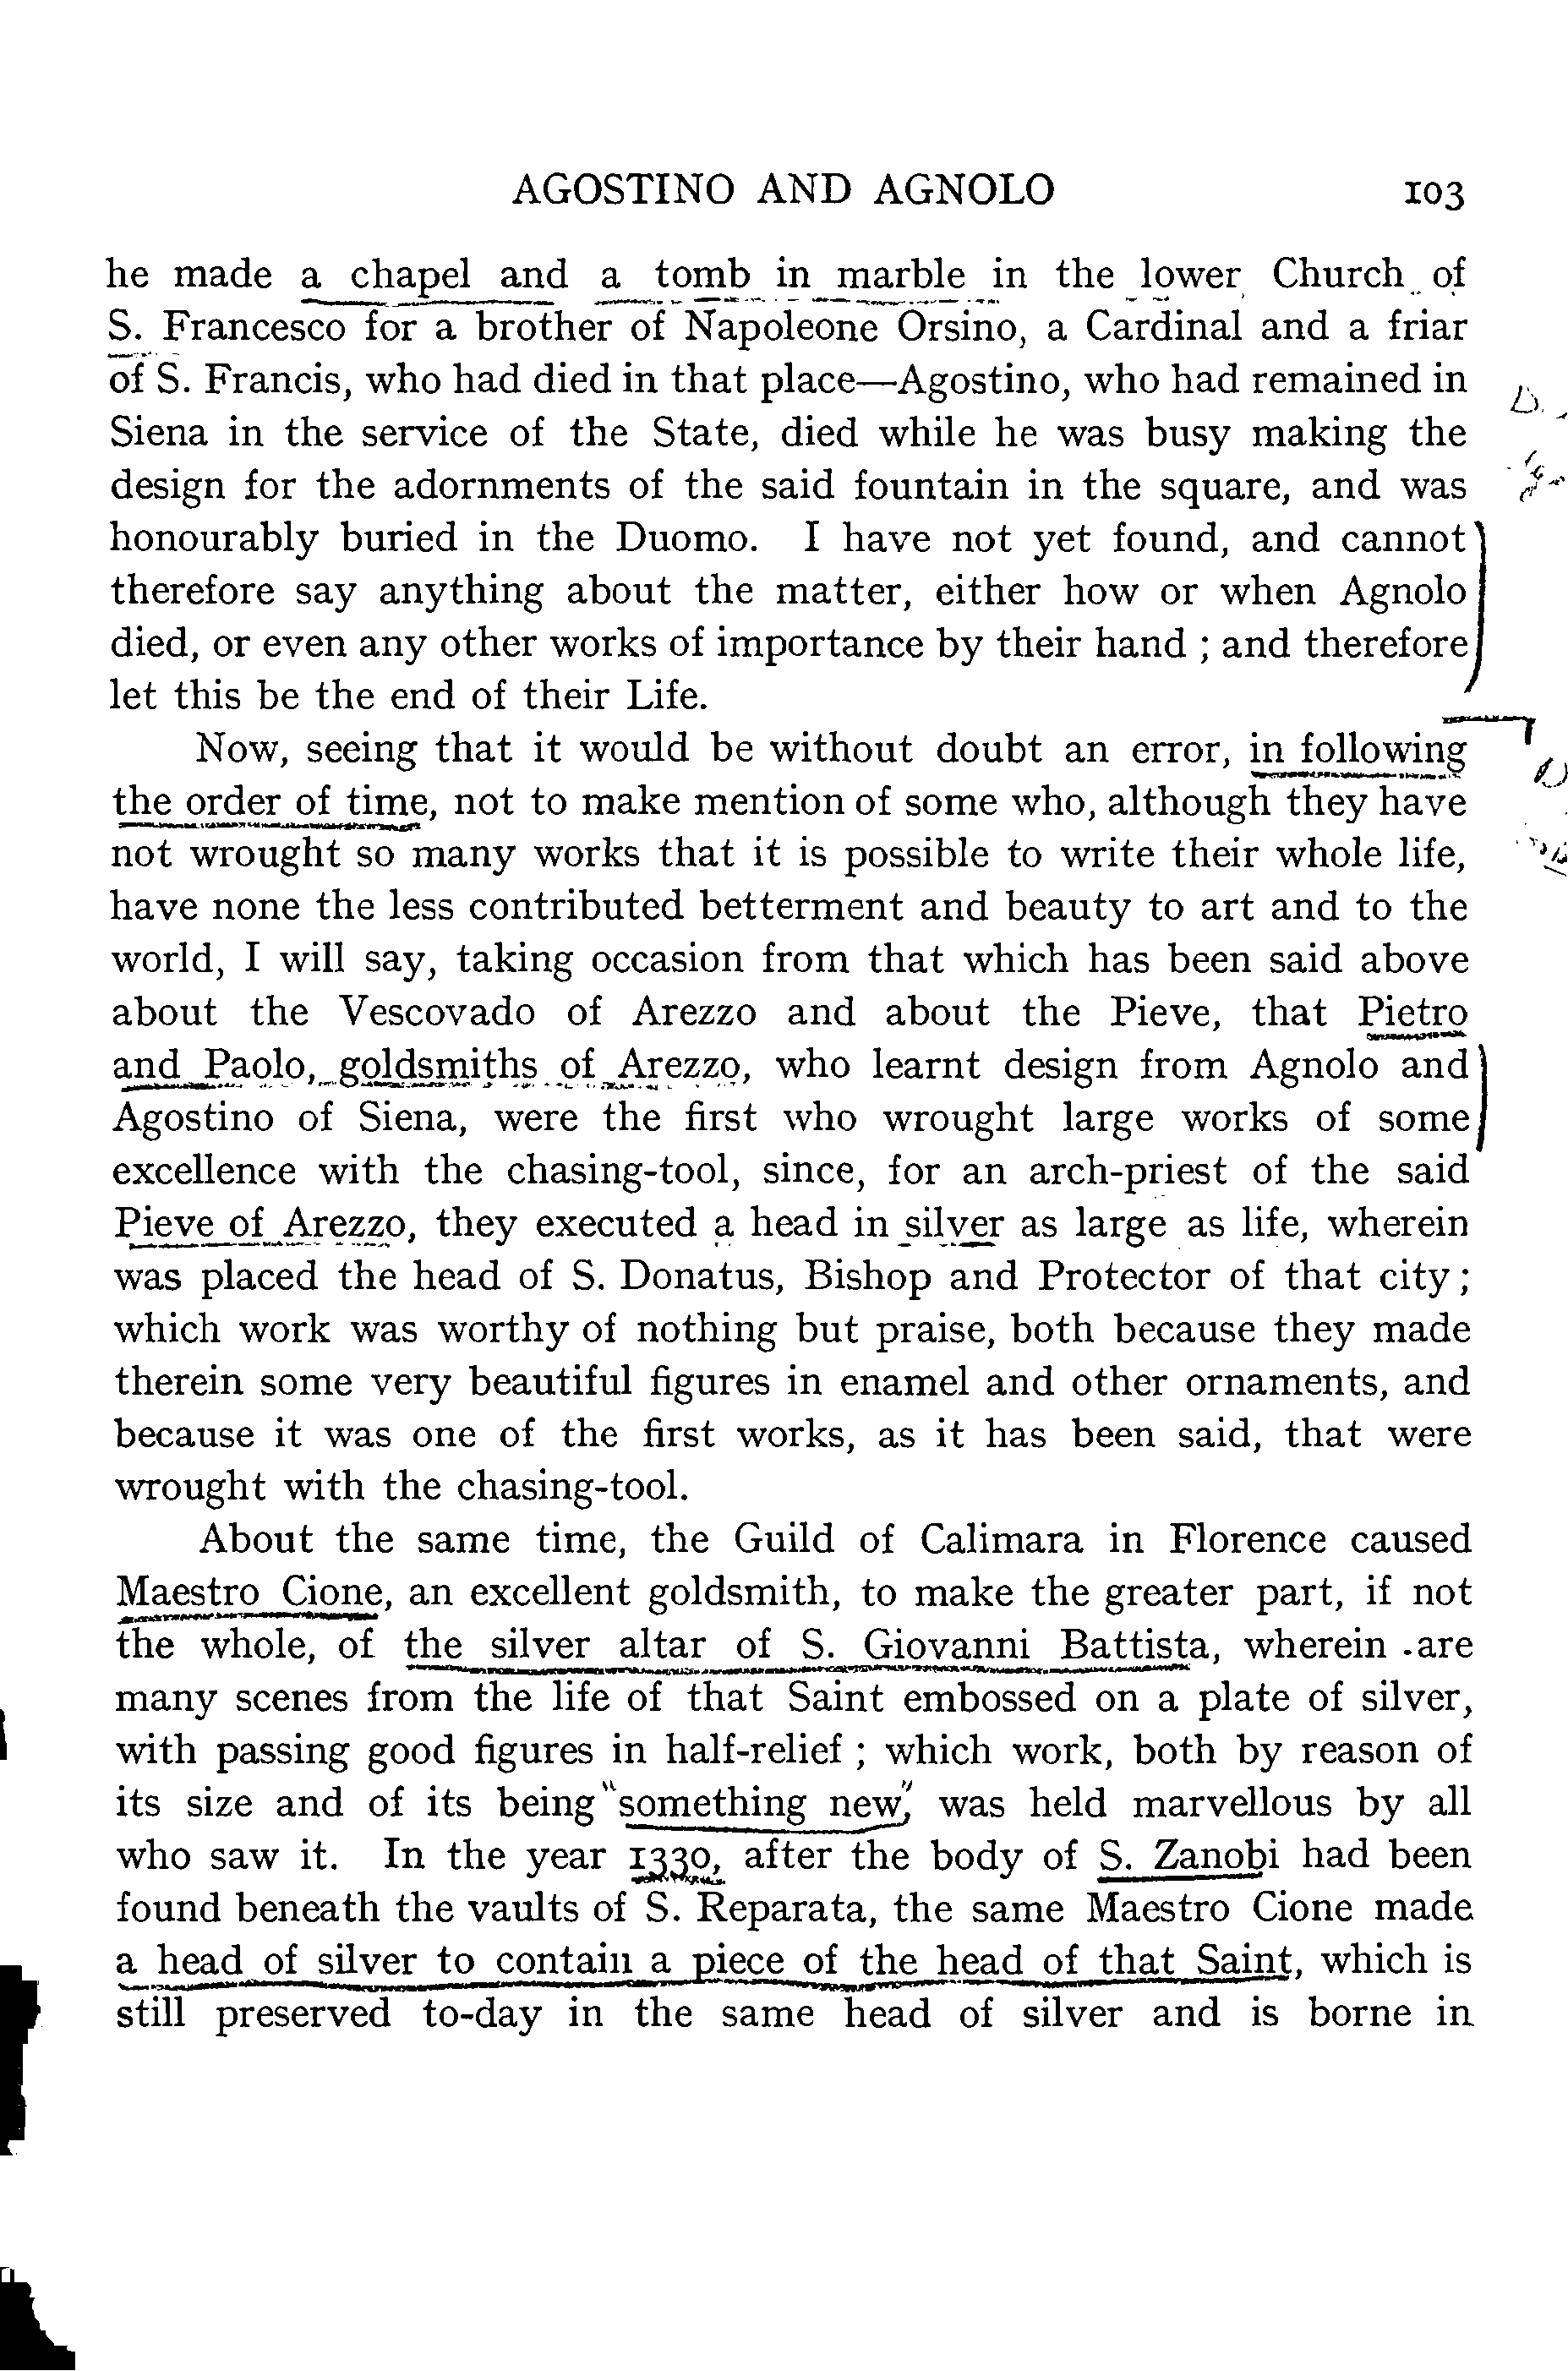 AGOSTINO AND AGNOLO 103
he made a chapel and a tomb in marble in the lower Church of
S. Francesco for a brother of Napoleone Orsino, a Cardinal and a friar
of S. Francis, who had died in that place—Agostino, who had remained in
Siena in the service of the State, died while he was busy making the
design for the adornments of the said fountain in the square, and was
honourably buried in the Duomo. I have not yet found, and cannot
therefore say anything about the matter, either how or when Agnolo
died, or even any other works of importance by their hand ; and therefore
let this be the end of their Life.
Now, seeing that it would be without doubt an error, in following
the order of time, not to make mention of some who, although they have
not wrought so many works that it is possible to write their whole life,
have none the less contributed betterment and beauty to art and to the
world, I will say, taking occasion from that which has been said above
about the Vescovado of Arezzo and about the Pieve, that Pietro
and Paolo, goldsmiths of Arezzo, who learnt design from Agnolo and
Agostino of Siena, were the first who wrought large works of some
excellence with the chasing-tool, since, for an arch-priest of the said
Pieve of Arezzo, they executed a head in silver as large as life, wherein
was placed the head of S. Donatus, Bishop and Protector of that city ;
which work was worthy of nothing but praise, both because they made
therein some very beautiful figures in enamel and other ornaments, and
because it was one of the first works, as it has been said, that were
wrought with the chasing-tool.
About the same time, the Guild of Calimara in Florence caused
Maestro Cione, an excellent goldsmith, to make the greater part, if not
the whole, of the silver altar of S. Giovanni Battista, wherein are
many scenes from the life of that Saint embossed on a plate of silver,
with passing good figures in half-relief ; which work, both by reason of
its size and of its being "something new," was held marvellous by all
who saw it. In the year 1330, after the body of S. Zanobi had been
found beneath the vaults of S. Reparata, the same Maestro Cione made
a head of silver to contain a piece of the head of that Saint, which is
still preserved to-day in the same head of silver and is borne in